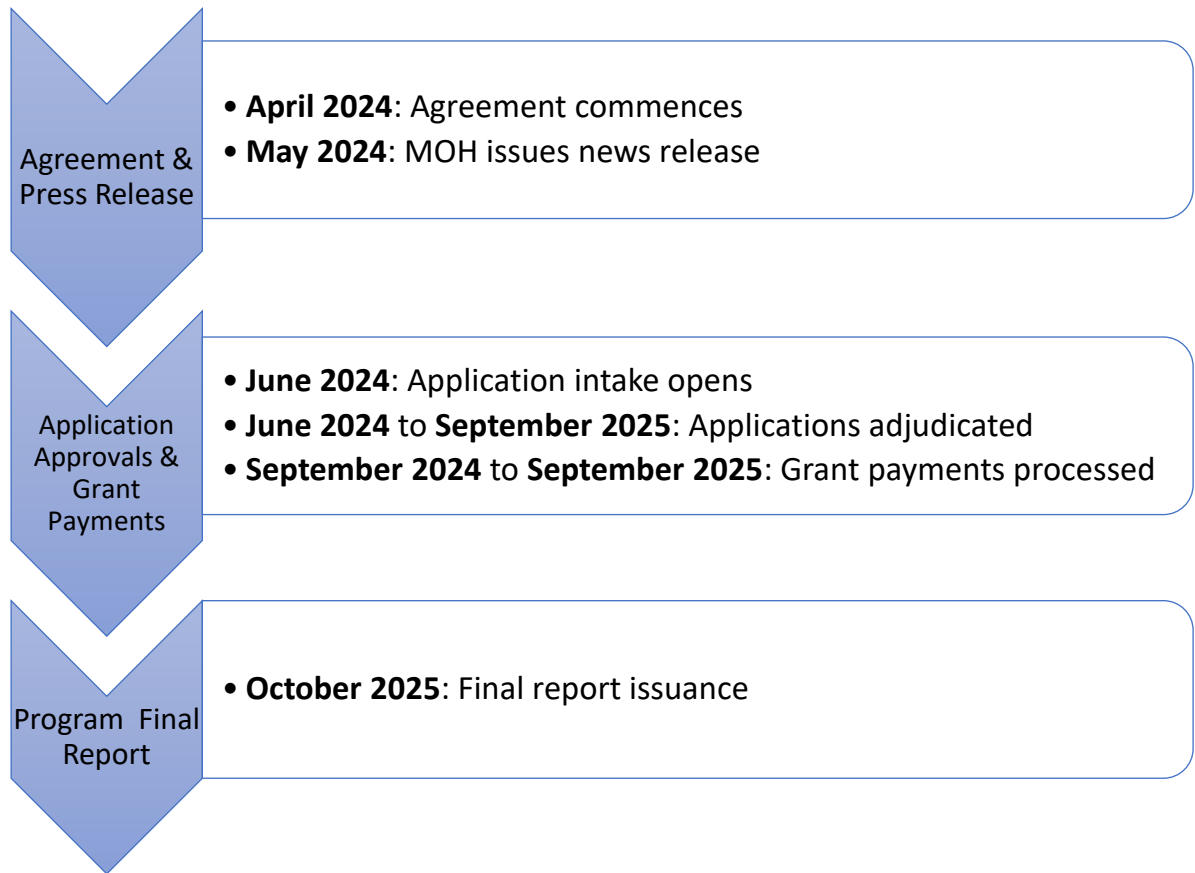 Agreement &
Press Release
• April 2024: Agreement commences
• May 2024: MOH issues news release
Application
Approvals &
Grant
Payments
• June 2024: Application intake opens
• June 2024 to September 2025: Applications adjudicated
• September 2024 to September 2025: Grant payments processed
Program Final
Report
• October 2025: Final report issuance